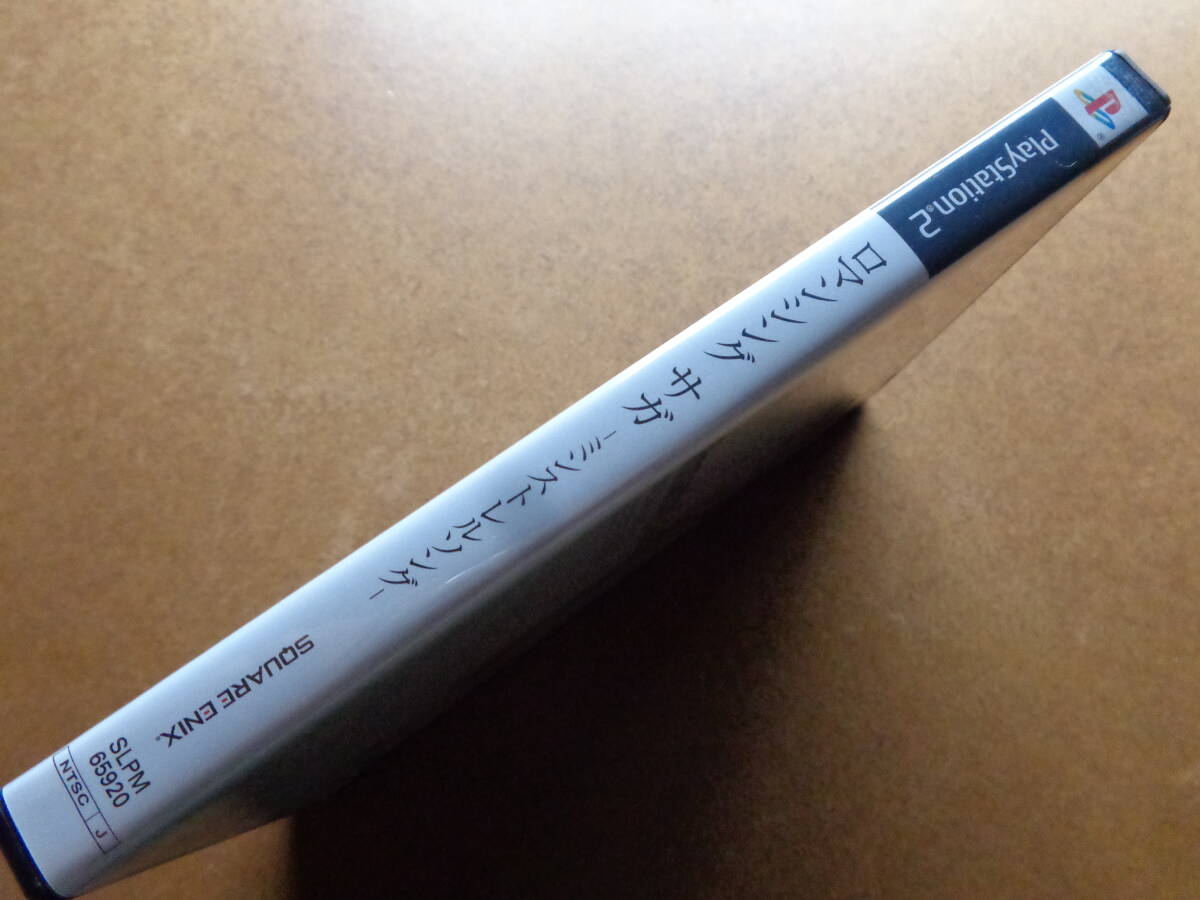 PlayStation®2
ロマンシング サガ
-ミンストレルソング-
SQUARE ENIX®
SLPM
65920
NTSC J